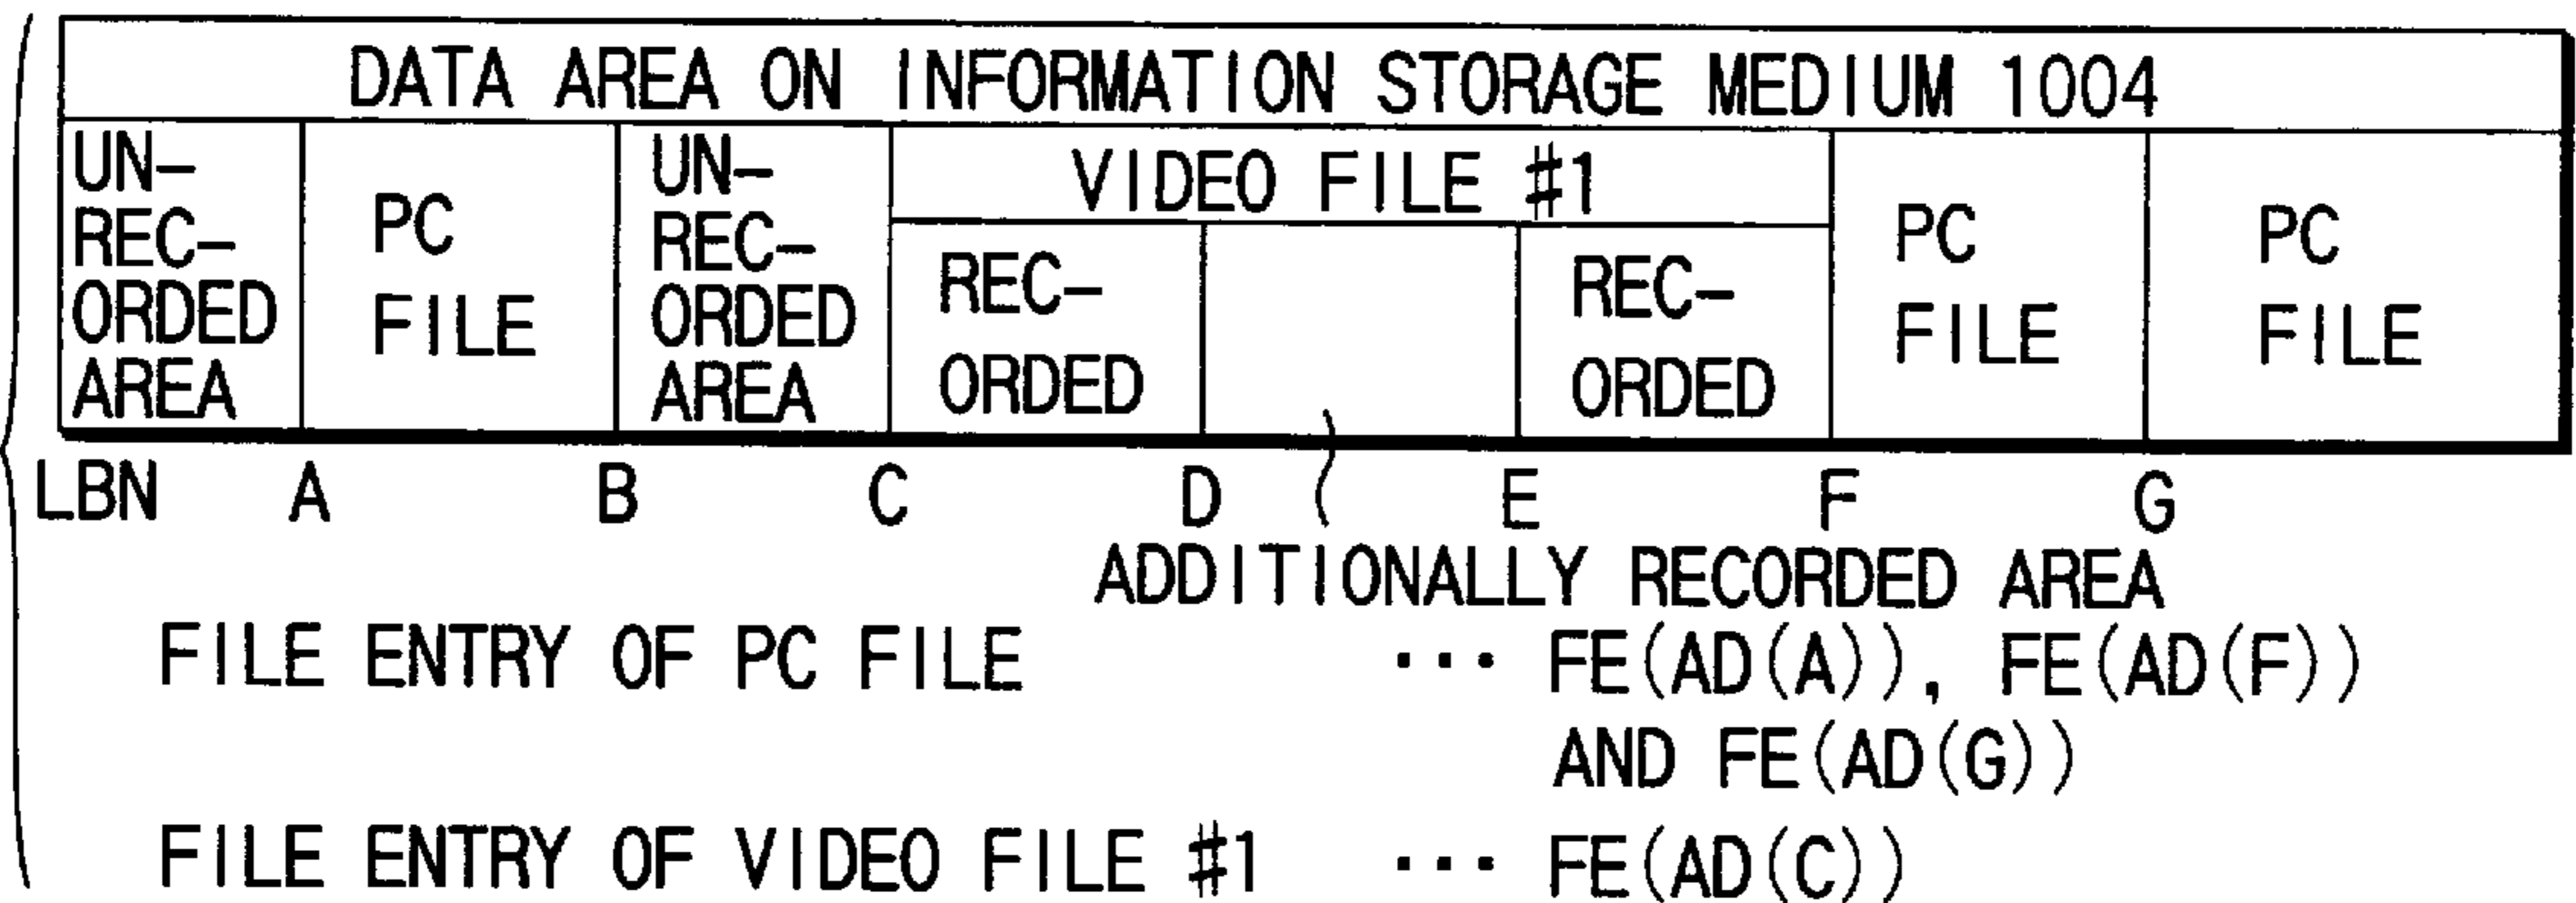 DATA AREA ON INFORMATION STORAGE MEDIUM 1004
UN-
REC-
ORDED
AREA
PC
FILE
UN-
REC-
ORDED
AREA
VIDEO FILE #1
REC-
ORDED
REC-
ORDED
PC
FILE
PC
FILE
LBN A B C D E F G
ADDITIONALLY RECORDED AREA
FILE ENTRY OF PC FILE ··· FE(AD(A)), FE(AD(F))
AND FE(AD(G))
FILE ENTRY OF VIDEO FILE #1 ··· FE(AD(C))